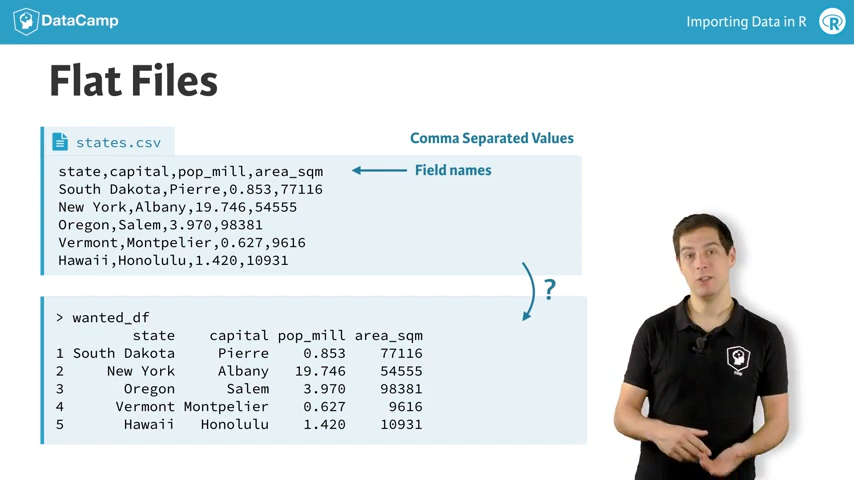 DataCamp
Importing Data in R
R
Flat Files
states.csv
Comma Separated Values
state,capital,pop_mill,area_sqm
Field names
South Dakota,Pierre,0.853,77116
New York,Albany,19.746,54555
Oregon,Salem,3.970,98381
Vermont,Montpelier,0.627,9616
Hawaii,Honolulu,1.420,10931
?
> wanted_df
state capital pop_mill area_sqm
1 South Dakota Pierre 0.853 77116
2 New York Albany 19.746 54555
3 Oregon Salem 3.970 98381
4 Vermont Montpelier 0.627 9616
5 Hawaii Honolulu 1.420 10931
Filip